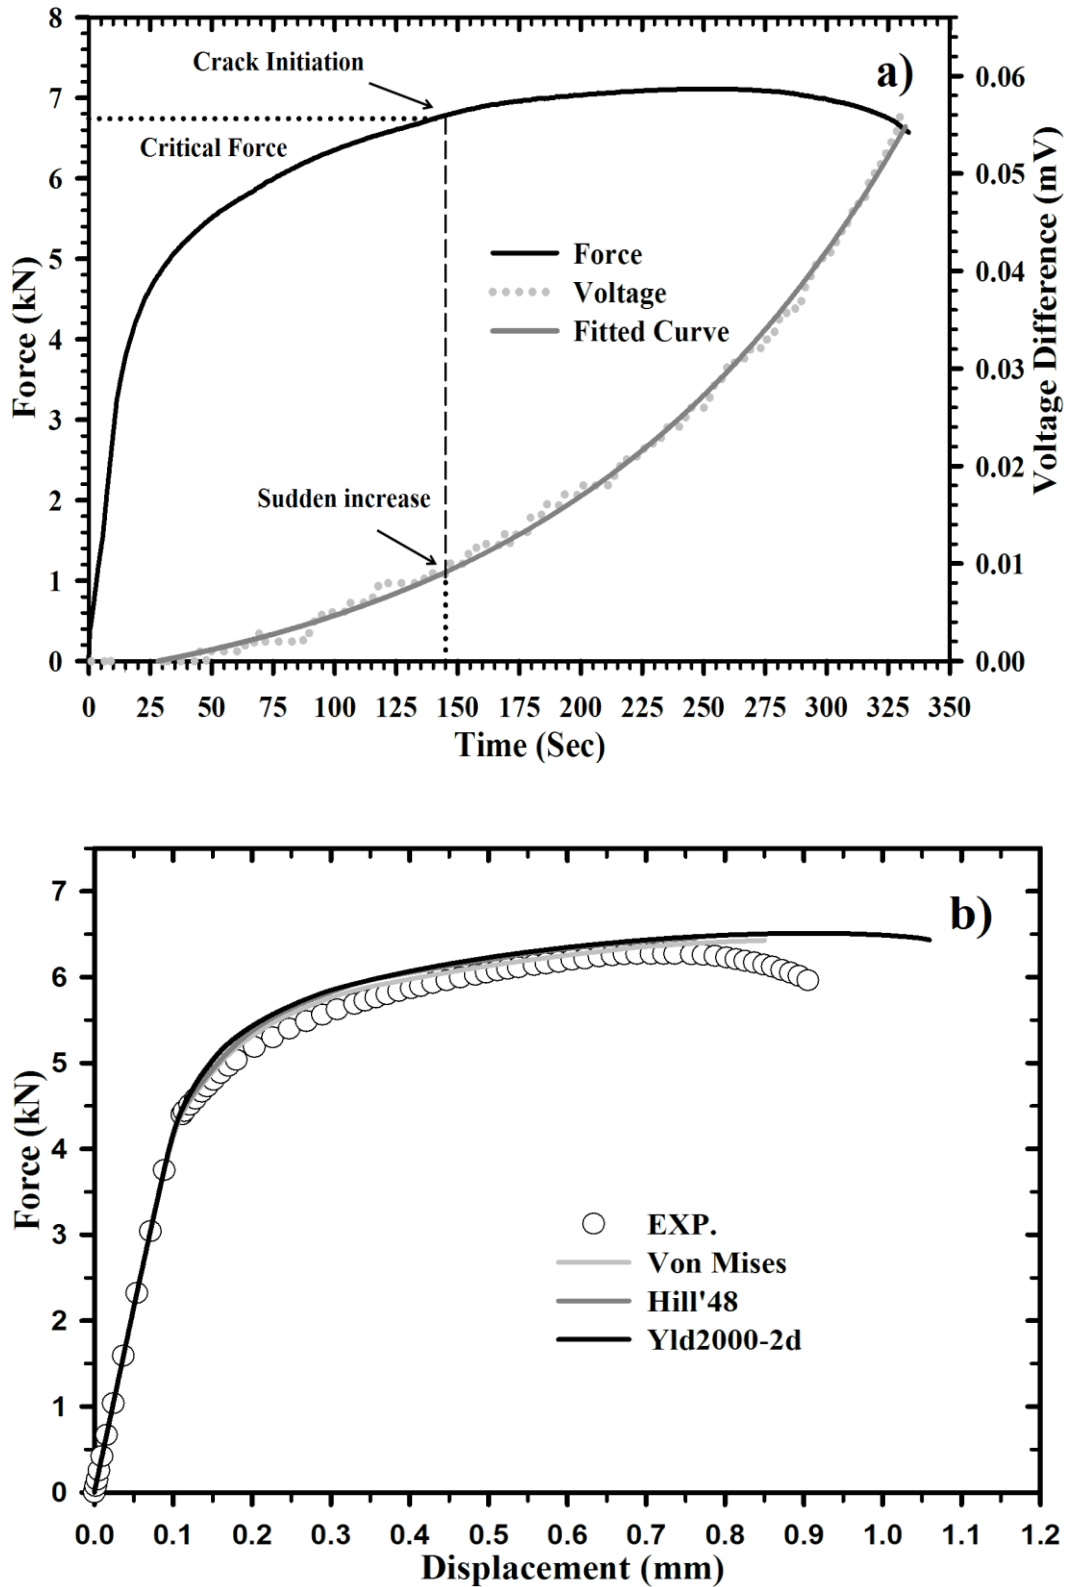 8
7
6
5
4
3
2
1
0
Force (kN)
a)
Crack Initiation
Critical Force
Force
Voltage
Fitted Curve
Sudden increase
0.06
0.05
0.04
0.03
0.02
0.01
0.00
Voltage Difference (mV)
0 25 50 75 100 125 150 175 200 225 250 275 300 325 350
Time (Sec)
7
6
5
4
3
2
1
0
Force (kN)
b)
EXP.
Von Mises
Hill'48
Yld2000-2d
0.0 0.1 0.2 0.3 0.4 0.5 0.6 0.7 0.8 0.9 1.0 1.1 1.2
Displacement (mm)